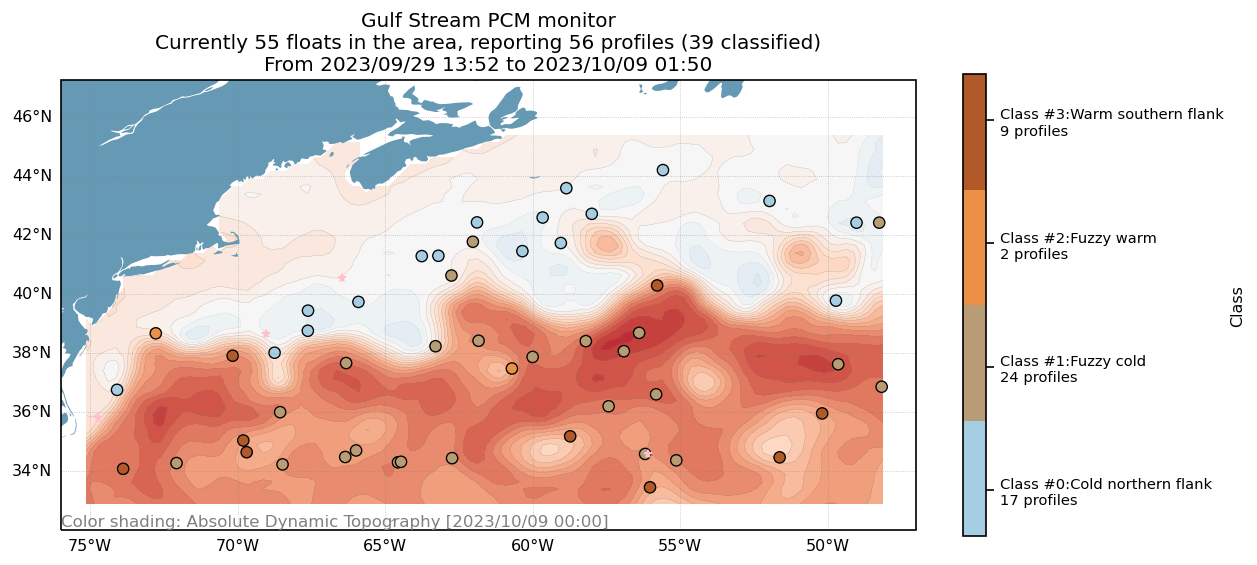 Gulf Stream PCM monitor
Currently 55 floats in the area, reporting 56 profiles (39 classified)
From 2023/09/29 13:52 to 2023/10/09 01:50
46°N
44°N
42°N
40°N
38°N
36°N
34°N
Color shading: Absolute Dynamic Topography [2023/10/09 00:00]
75°W
70°W
65°W
60°W
55°W
50°W
Class #3:Warm southern flank
9 profiles
Class #2:Fuzzy warm
2 profiles
Class #1:Fuzzy cold
24 profiles
Class #0:Cold northern flank
17 profiles
Class